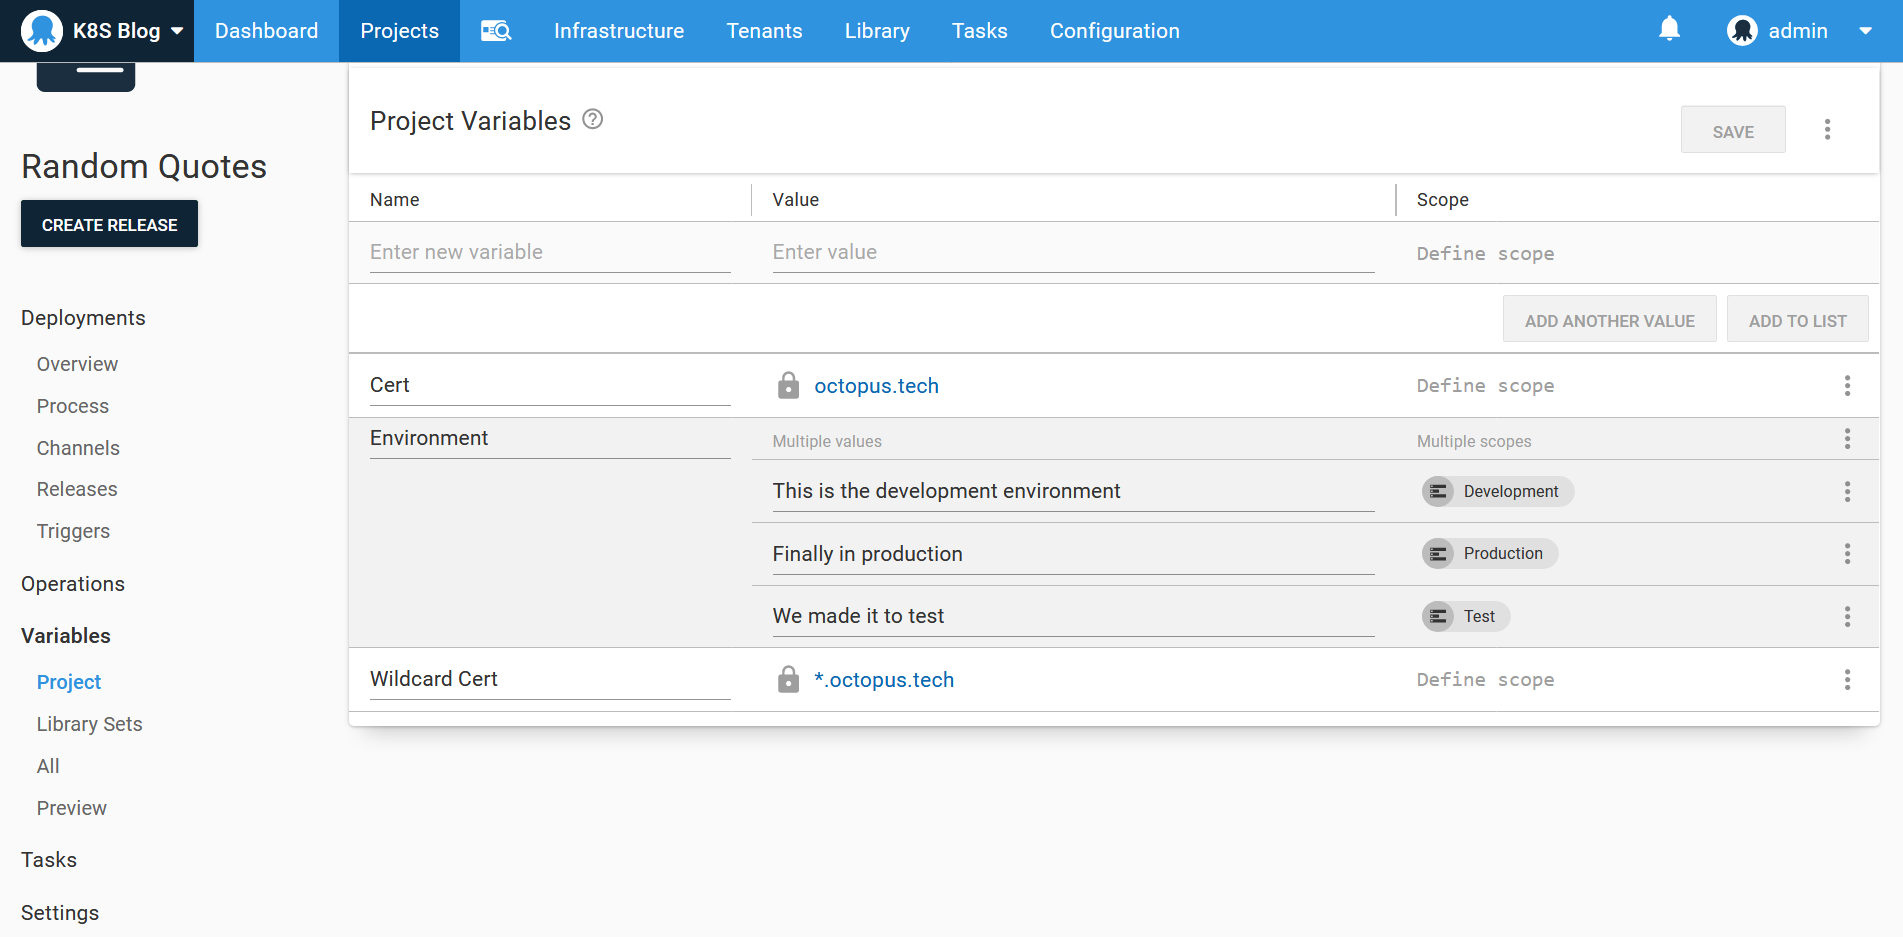 K8S Blog Dashboard Projects Infrastructure Tenants Library Tasks Configuration admin
Random Quotes
CREATE RELEASE
Deployments
Overview
Process
Channels
Releases
Triggers
Operations
Variables
Project
Library Sets
All
Preview
Tasks
Settings
Project Variables ?
SAVE
Name Value Scope
Enter new variable Enter value Define scope
ADD ANOTHER VALUE ADD TO LIST
Cert octopus.tech Define scope
Environment Multiple values Multiple scopes
This is the development environment Development
Finally in production Production
We made it to test Test
Wildcard Cert *.octopus.tech Define scope